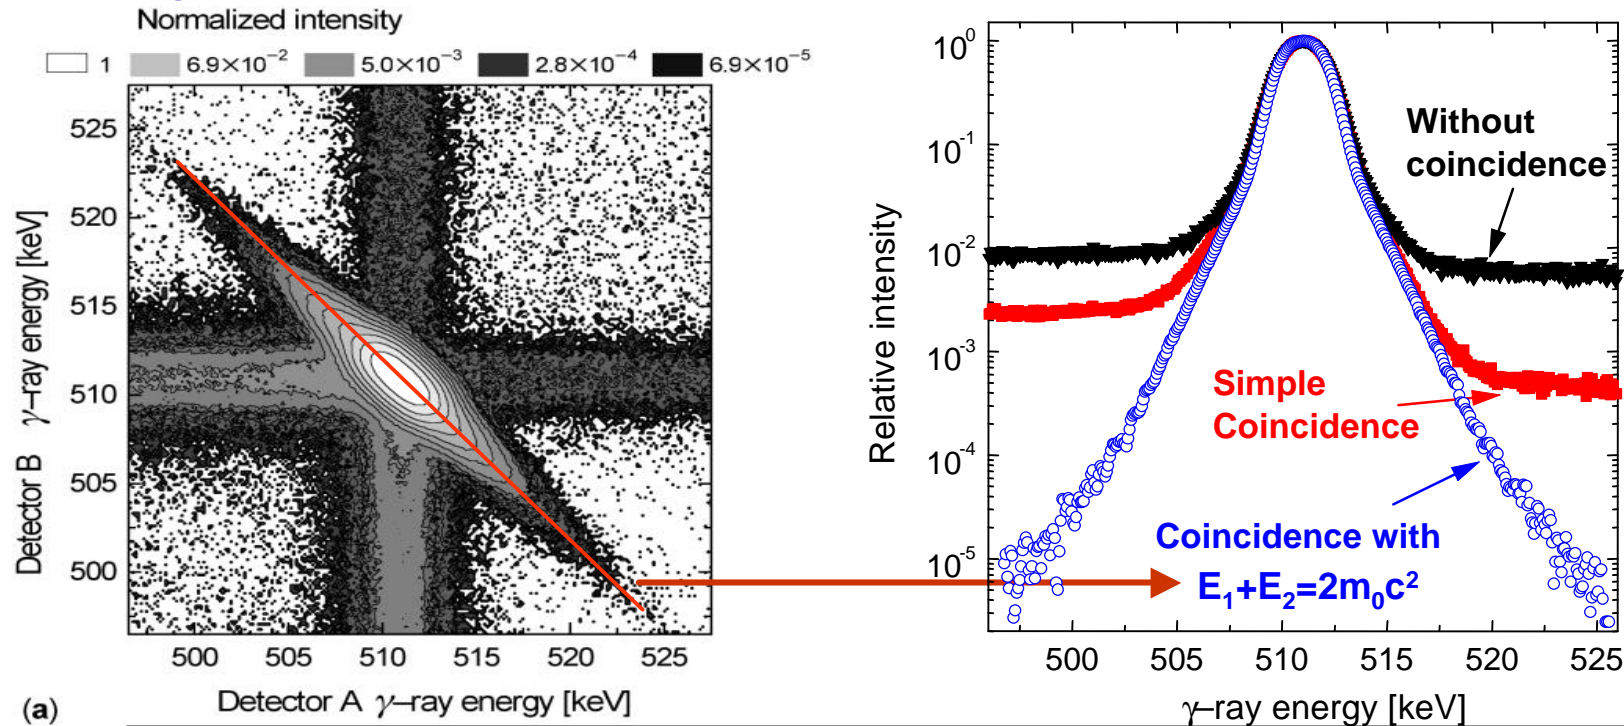 Normalized intensity
1 6.9×10⁻² 5.0×10⁻³ 2.8×10⁻⁴ 6.9×10⁻⁵
525
520
515
510
505
500
Detector B γ–ray energy [keV]
500 505 510 515 520 525
Detector A γ–ray energy [keV]
(a)
10⁰
10⁻¹
10⁻²
10⁻³
10⁻⁴
10⁻⁵
Relative intensity
Without
coincidence
Simple
Coincidence
Coincidence with
E₁+E₂=2m₀c²
500 505 510 515 520 525
γ–ray energy [keV]